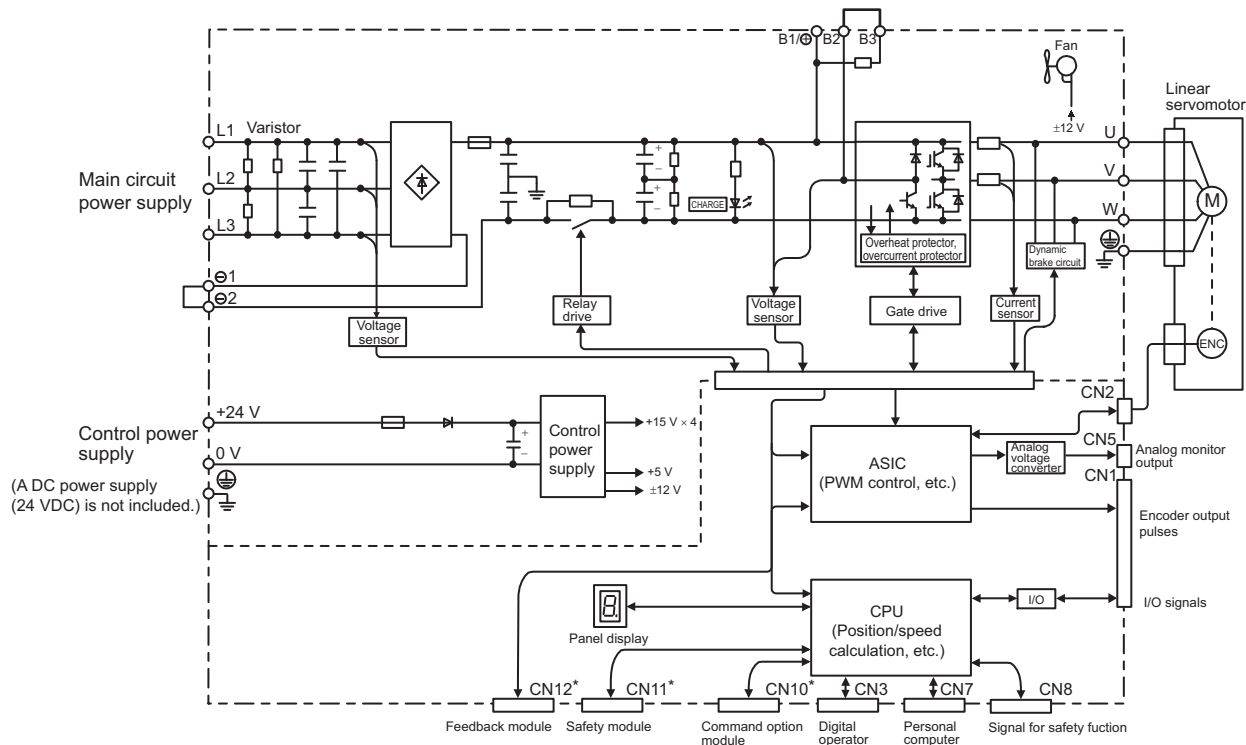 B1/⊕ B2 B3
Fan
±12 V
Linear
servomotor
L1 Varistor
U
Main circuit
power supply
L2
V
M
CHARGE
L3
W
Overheat protector,
overcurrent protector
Dynamic
brake circuit
⊖1
⊖2
Voltage
sensor
Relay
drive
Voltage
sensor
Gate drive
Current
sensor
ENC
CN2
Control power
supply
+24 V
+
–
0 V
Control
power
supply
+15 V × 4
+5 V
±12 V
(A DC power supply
(24 VDC) is not included.)
ASIC
(PWM control, etc.)
Analog
voltage
converter
CN5
Analog monitor
output
CN1
Encoder output
pulses
8.
Panel display
CPU
(Position/speed
calculation, etc.)
I/O
I/O signals
CN12* CN11* CN10* CN3 CN7 CN8
Feedback module
Safety module
Command option
module
Digital
operator
Personal
computer
Signal for safety fuction
+
–
+
–